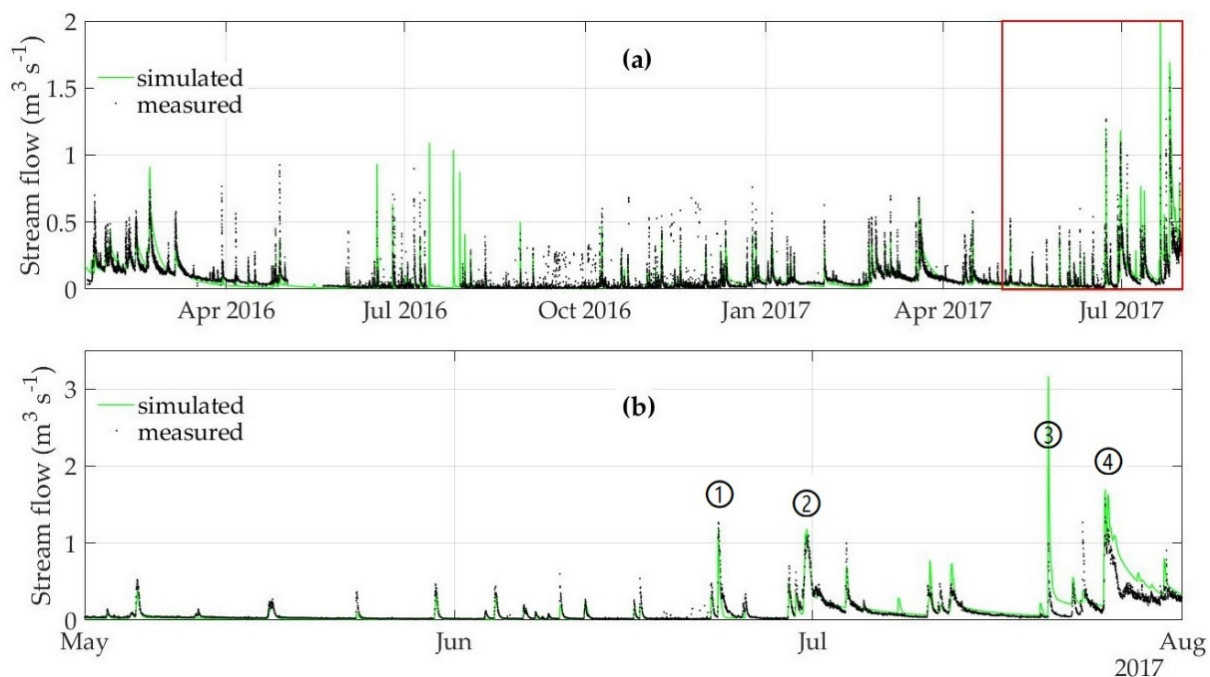 2
(a)
simulated
1.5
measured
1
0.5
0
Stream flow (m³ s⁻¹)
Apr 2016 Jul 2016 Oct 2016 Jan 2017 Apr 2017 Jul 2017
3
(b)
simulated
measured
③
④
2
①
②
1
0
Stream flow (m³ s⁻¹)
May Jun Jul Aug
2017